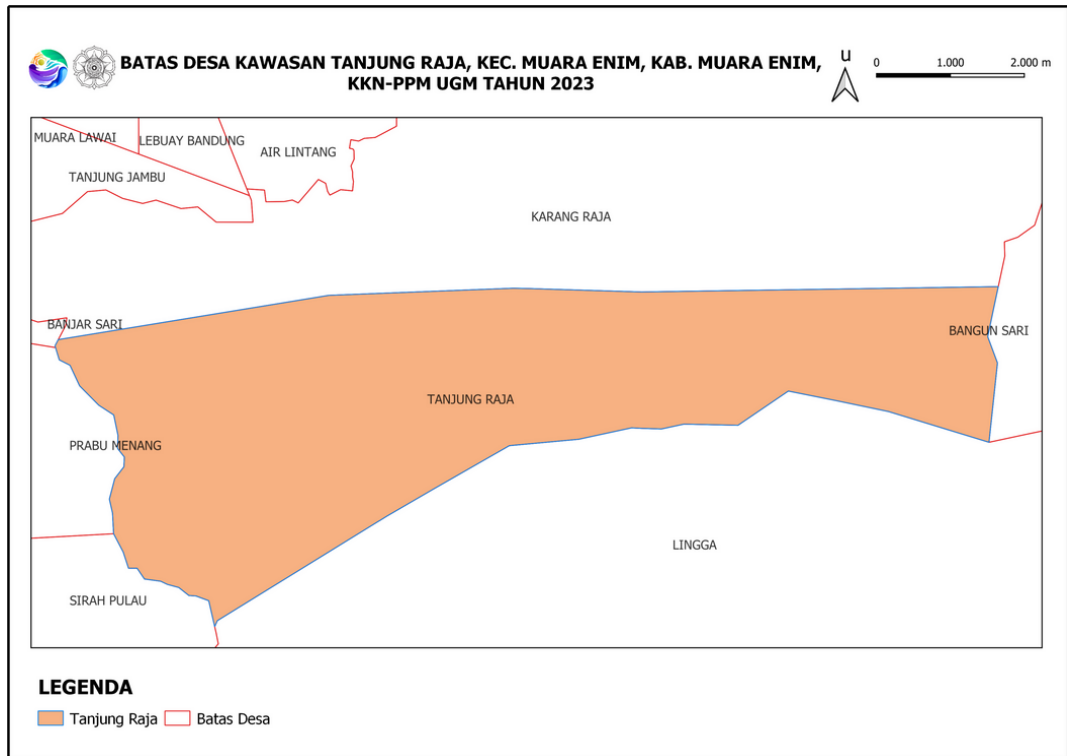 BATAS DESA KAWASAN TANJUNG RAJA, KEC. MUARA ENIM, KAB. MUARA ENIM,
KKN-PPM UGM TAHUN 2023
u
0 1.000 2.000 m
MUARA LAWAI
LEBUAY BANDUNG
AIR LINTANG
TANJUNG JAMBU
KARANG RAJA
BANJAR SARI
BANGUN SARI
TANJUNG RAJA
PRABU MENANG
LINGGA
SIRAH PULAU
LEGENDA
Tanjung Raja
Batas Desa